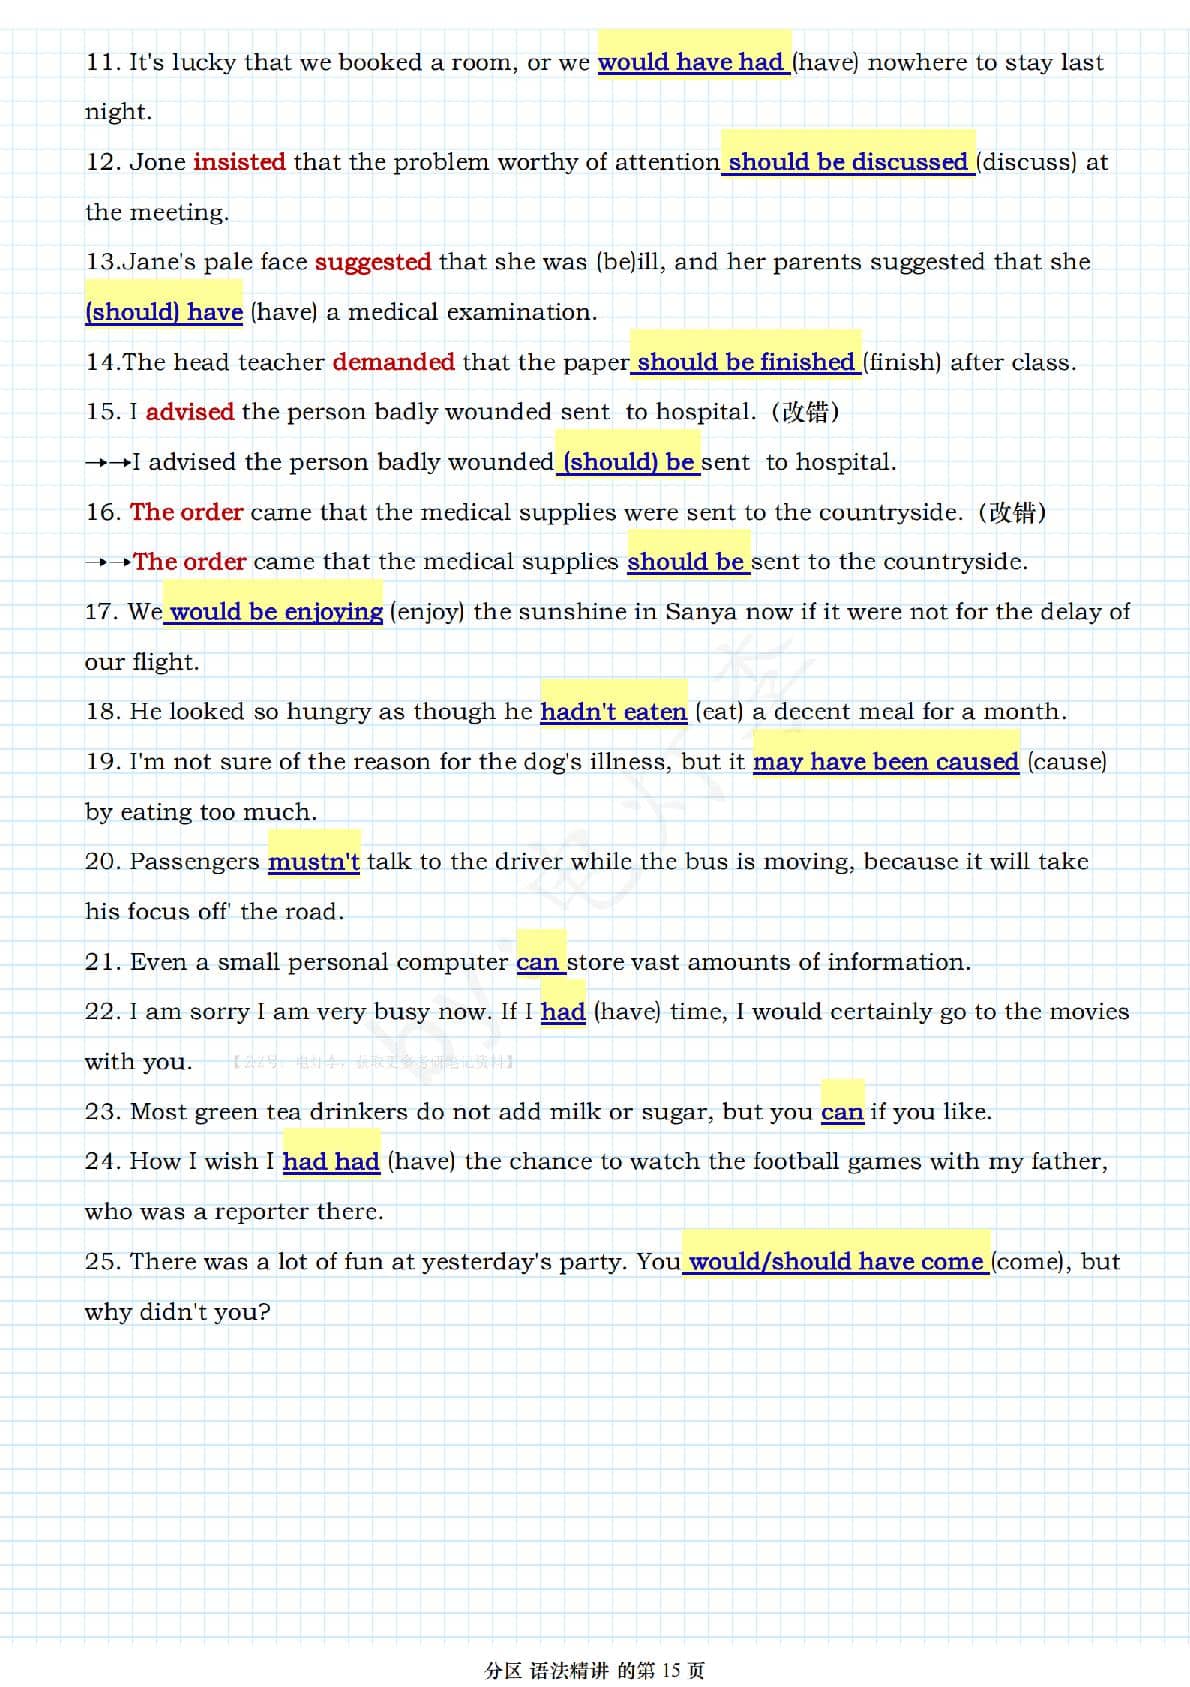 11. It's lucky that we booked a room, or we would have had (have) nowhere to stay last
night.
12. Jone insisted that the problem worthy of attention should be discussed (discuss) at
the meeting.
13.Jane's pale face suggested that she was (be)ill, and her parents suggested that she
(should) have (have) a medical examination.
14.The head teacher demanded that the paper should be finished (finish) after class.
15. I advised the person badly wounded sent to hospital.（改错）
→→I advised the person badly wounded (should) be sent to hospital.
16. The order came that the medical supplies were sent to the countryside.（改错）
→→The order came that the medical supplies should be sent to the countryside.
17. We would be enjoying (enjoy) the sunshine in Sanya now if it were not for the delay of
our flight.
18. He looked so hungry as though he hadn't eaten (eat) a decent meal for a month.
19. I'm not sure of the reason for the dog's illness, but it may have been caused (cause)
by eating too much.
20. Passengers mustn't talk to the driver while the bus is moving, because it will take
his focus off' the road.
21. Even a small personal computer can store vast amounts of information.
22. I am sorry I am very busy now. If I had (have) time, I would certainly go to the movies
with you.
23. Most green tea drinkers do not add milk or sugar, but you can if you like.
24. How I wish I had had (have) the chance to watch the football games with my father,
who was a reporter there.
25. There was a lot of fun at yesterday's party. You would/should have come (come), but
why didn't you?
分区 语法精讲 的第 15 页